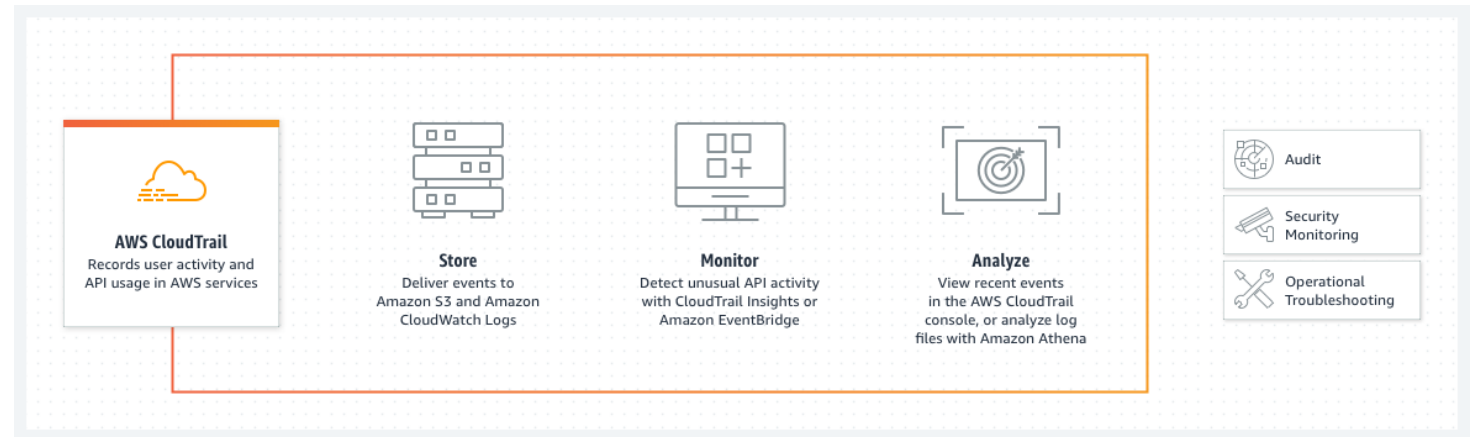 AWS CloudTrail
Records user activity and
API usage in AWS services
Store
Deliver events to
Amazon S3 and Amazon
CloudWatch Logs
Monitor
Detect unusual API activity
with CloudTrail Insights or
Amazon EventBridge
Analyze
View recent events
in the AWS CloudTrail
console, or analyze log
files with Amazon Athena
Audit
Security
Monitoring
Operational
Troubleshooting